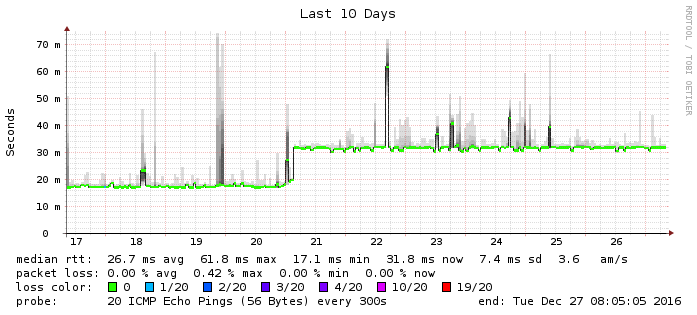 Last 10 Days
RRDTOOL / TOBI OETIKER
Seconds
70 m
60 m
50 m
40 m
30 m
20 m
10 m
0
17 18 19 20 21 22 23 24 25 26
median rtt: 26.7 ms avg 61.8 ms max 17.1 ms min 31.8 ms now 7.4 ms sd 3.6 am/s
packet loss: 0.00 % avg 0.42 % max 0.00 % min 0.00 % now
loss color: 0 1/20 2/20 3/20 4/20 10/20 19/20
probe: 20 ICMP Echo Pings (56 Bytes) every 300s end: Tue Dec 27 08:05:05 2016